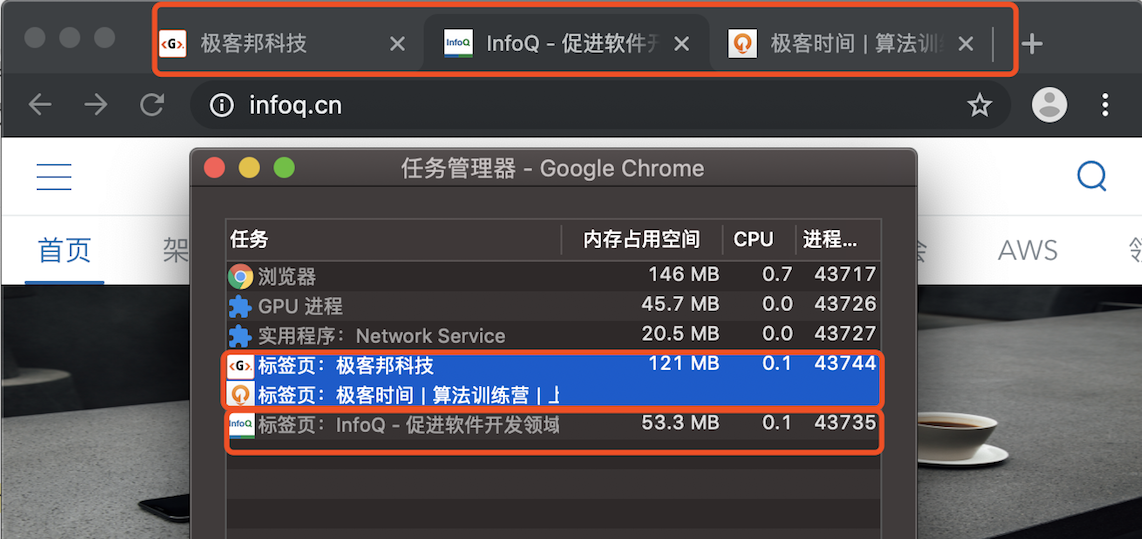 极客邦科技
InfoQ - 促进软件开
极客时间 | 算法训
infoq.cn
任务管理器 - Google Chrome
首页
架
AWS
任务 内存占用空间 CPU 进程...
浏览器 146 MB 0.7 43717
GPU 进程 45.7 MB 0.0 43726
实用程序：Network Service 20.5 MB 0.0 43727
<G> 标签页：极客邦科技 121 MB 0.1 43744
标签页：极客时间 | 算法训练营 | 上
InfoQ 标签页：InfoQ - 促进软件开发领域 53.3 MB 0.1 43735